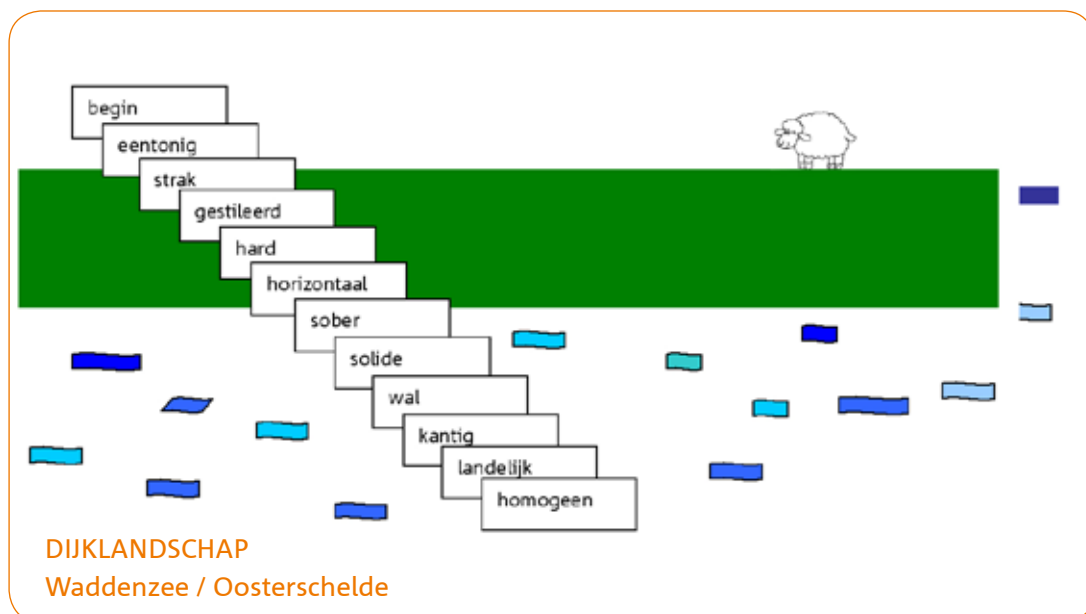 begin
eentonig
strak
gestileerd
hard
horizontaal
sober
solide
wal
kantig
landelijk
homogeen
DIJKLANDSCHAP
Waddenzee / Oosterschelde